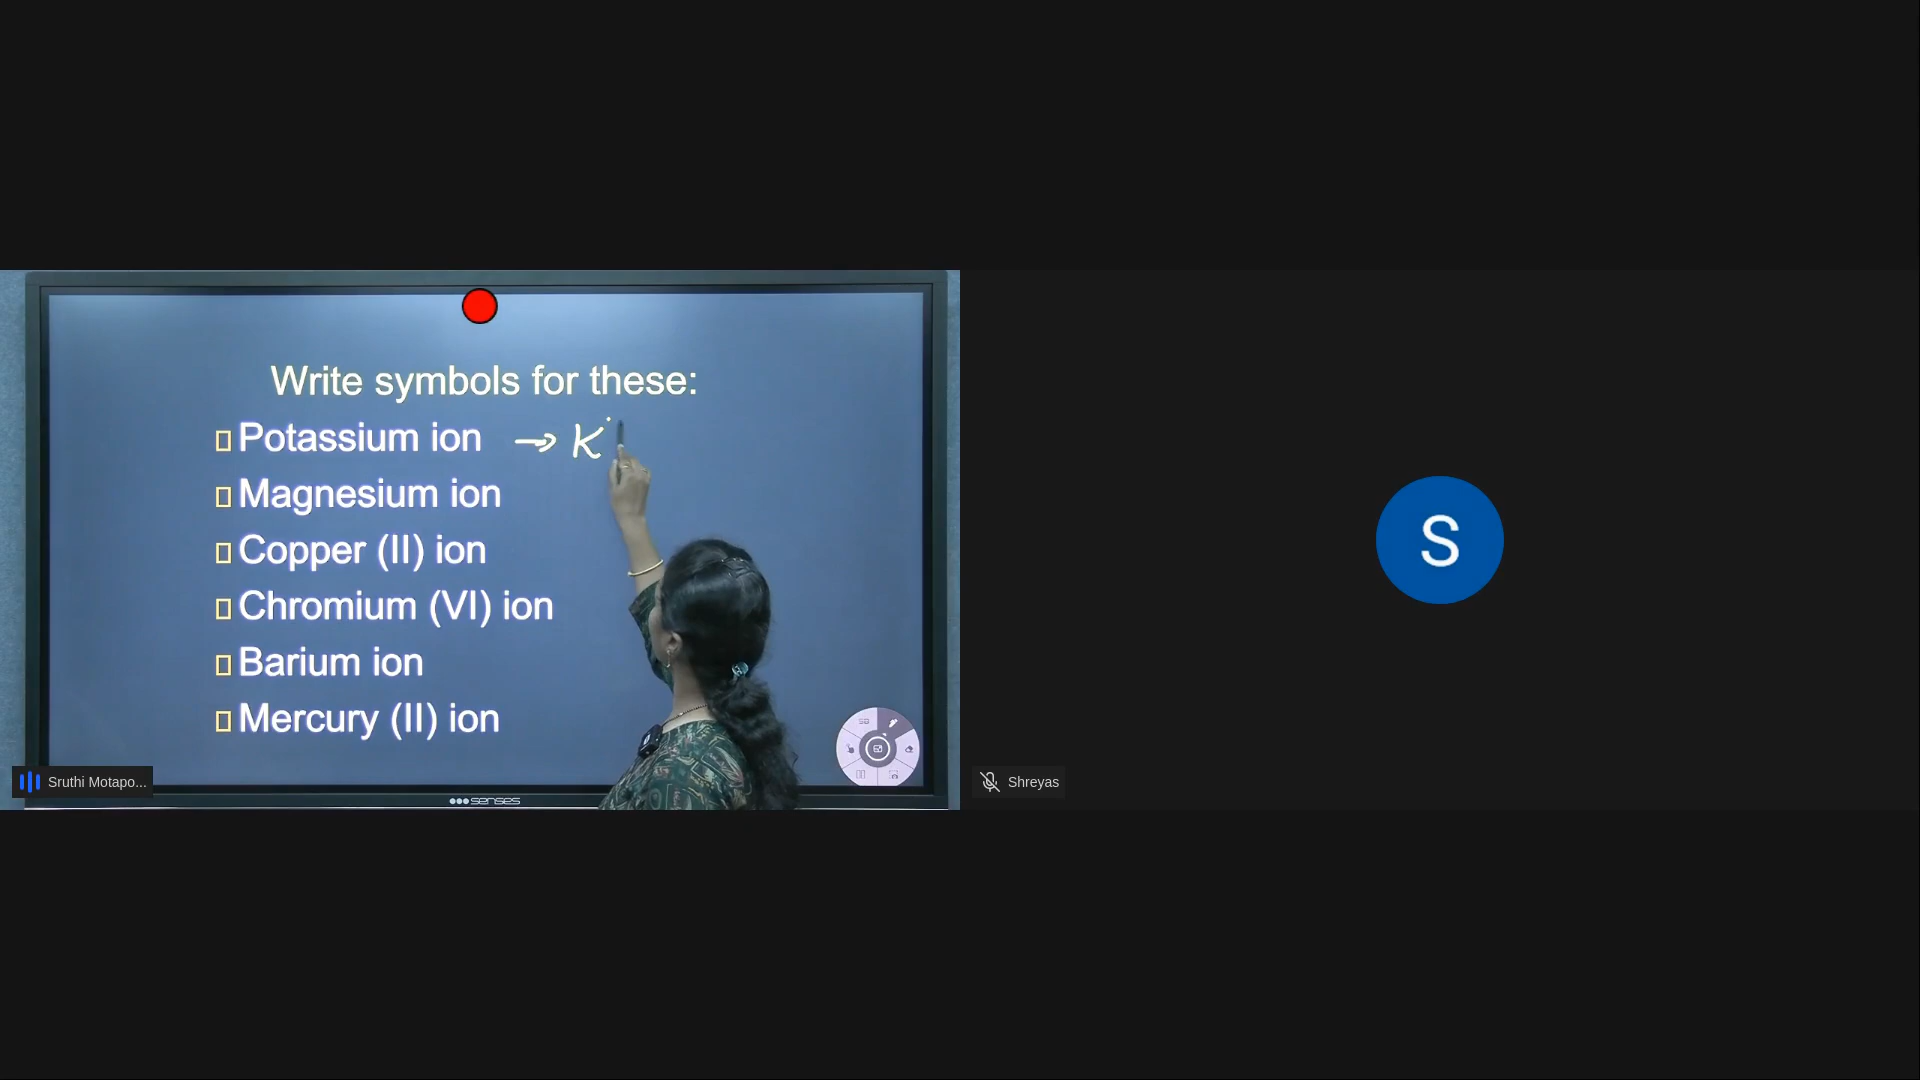 Write symbols for these:
Potassium ion → K
Magnesium ion
Copper (II) ion
Chromium (VI) ion
Barium ion
Mercury (II) ion
Sruthi Motapo...
senses
S
Shreyas